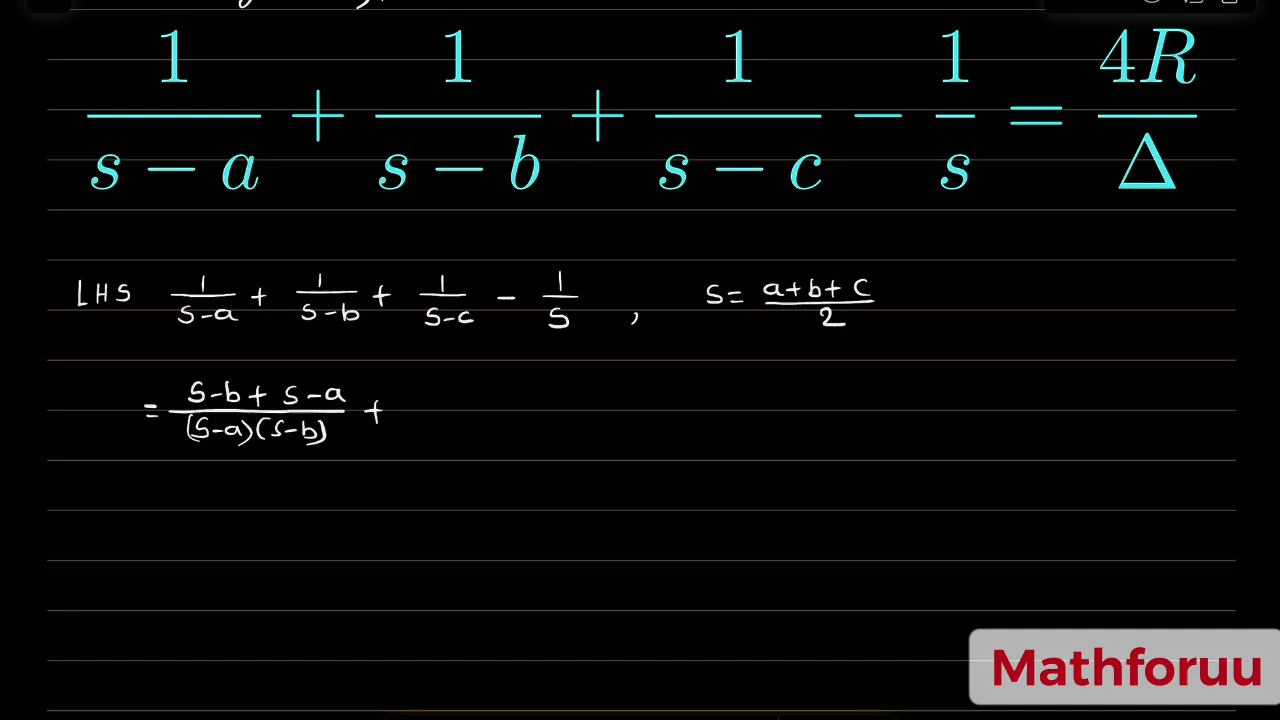 1/(s − a) + 1/(s − b) + 1/(s − c) − 1/s = 4R/Δ
LHS 1/(s-a) + 1/(s-b) + 1/(s-c) - 1/s , s = (a+b+c)/2
= (s-b + s-a)/((s-a)(s-b)) +
Mathforuu